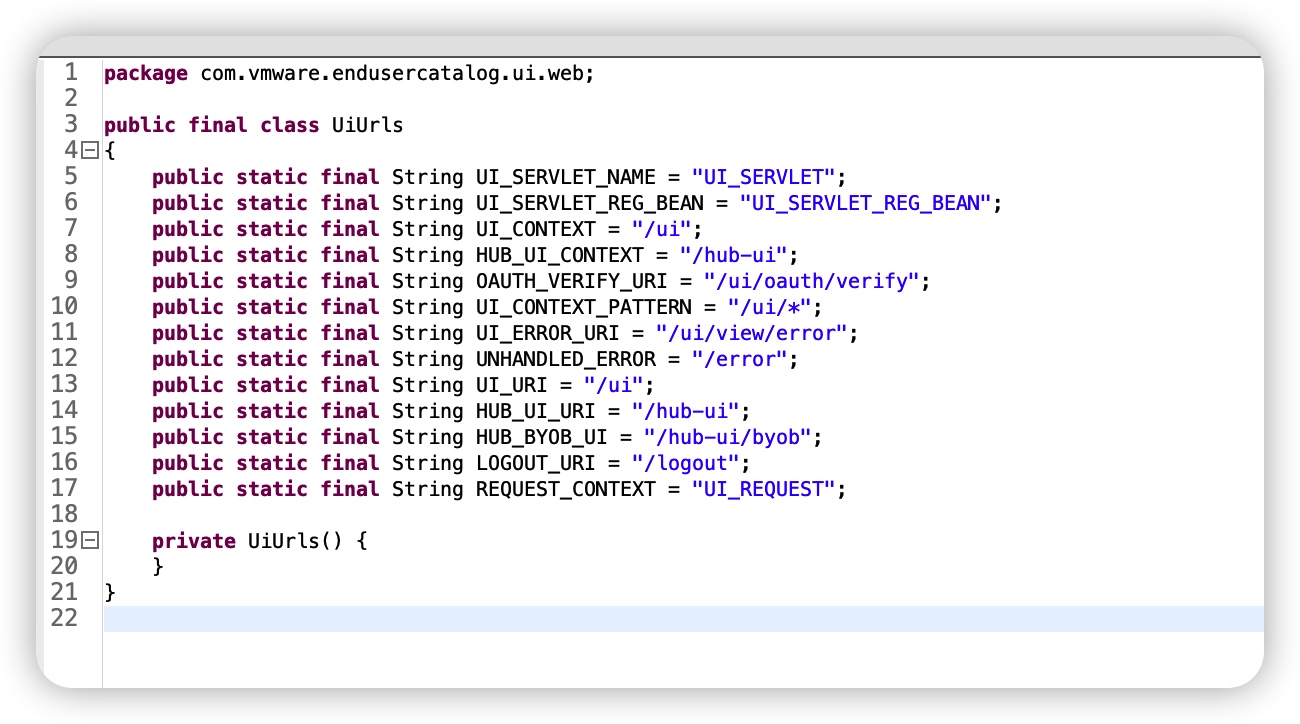 1 package com.vmware.endusercatalog.ui.web;
2
3 public final class UiUrls
4 {
5 public static final String UI_SERVLET_NAME = "UI_SERVLET";
6 public static final String UI_SERVLET_REG_BEAN = "UI_SERVLET_REG_BEAN";
7 public static final String UI_CONTEXT = "/ui";
8 public static final String HUB_UI_CONTEXT = "/hub-ui";
9 public static final String OAUTH_VERIFY_URI = "/ui/oauth/verify";
10 public static final String UI_CONTEXT_PATTERN = "/ui/*";
11 public static final String UI_ERROR_URI = "/ui/view/error";
12 public static final String UNHANDLED_ERROR = "/error";
13 public static final String UI_URI = "/ui";
14 public static final String HUB_UI_URI = "/hub-ui";
15 public static final String HUB_BYOB_UI = "/hub-ui/byob";
16 public static final String LOGOUT_URI = "/logout";
17 public static final String REQUEST_CONTEXT = "UI_REQUEST";
18
19 private UiUrls() {
20 }
21 }
22